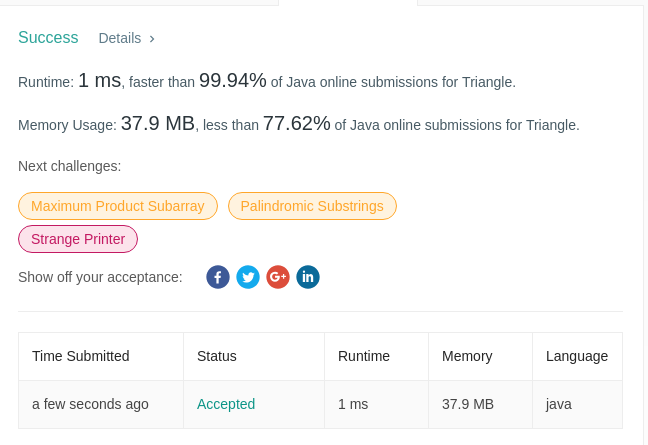 Success Details ›
Runtime: 1 ms, faster than 99.94% of Java online submissions for Triangle.
Memory Usage: 37.9 MB, less than 77.62% of Java online submissions for Triangle.
Next challenges:
Maximum Product Subarray Palindromic Substrings
Strange Printer
Show off your acceptance: f G+ in
Time Submitted Status Runtime Memory Language
a few seconds ago Accepted 1 ms 37.9 MB java